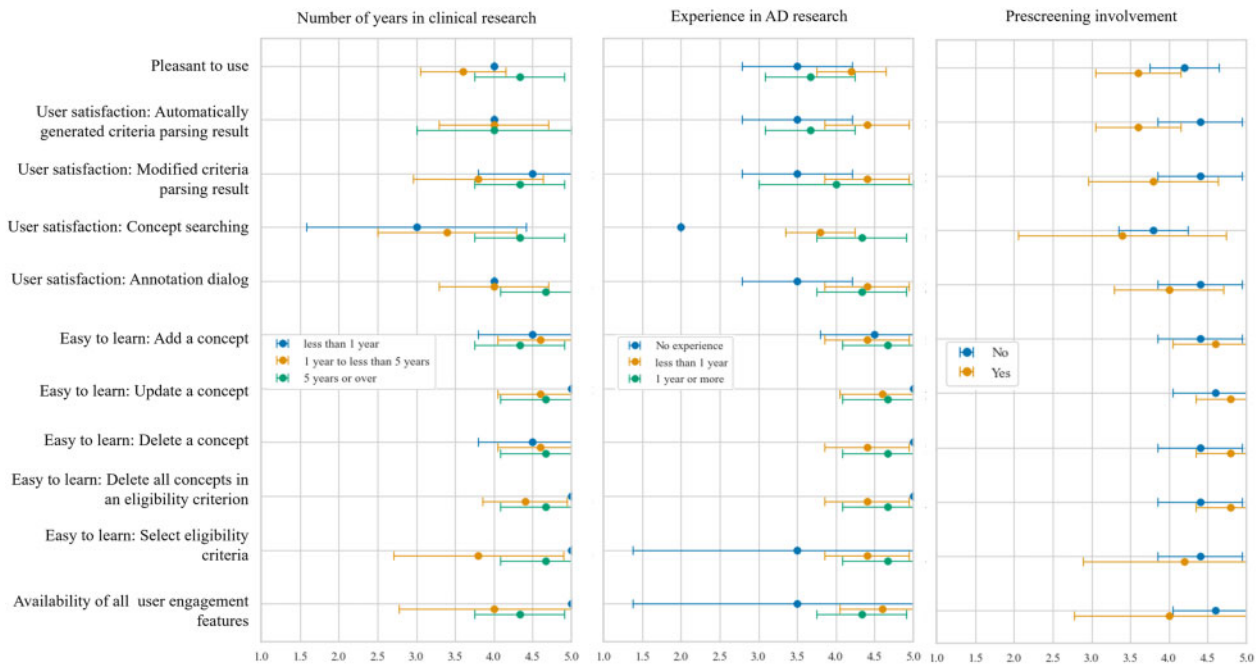 Number of years in clinical research
Experience in AD research
Prescreening involvement
Pleasant to use
User satisfaction: Automatically
generated criteria parsing result
User satisfaction: Modified criteria
parsing result
User satisfaction: Concept searching
User satisfaction: Annotation dialog
Easy to learn: Add a concept
Easy to learn: Update a concept
Easy to learn: Delete a concept
Easy to learn: Delete all concepts in
an eligibility criterion
Easy to learn: Select eligibility
criteria
Availability of all user engagement
features
less than 1 year
1 year to less than 5 years
5 years or over
No experience
less than 1 year
1 year or more
No
Yes
1.0 1.5 2.0 2.5 3.0 3.5 4.0 4.5 5.0
1.0 1.5 2.0 2.5 3.0 3.5 4.0 4.5 5.0
1.0 1.5 2.0 2.5 3.0 3.5 4.0 4.5 5.0